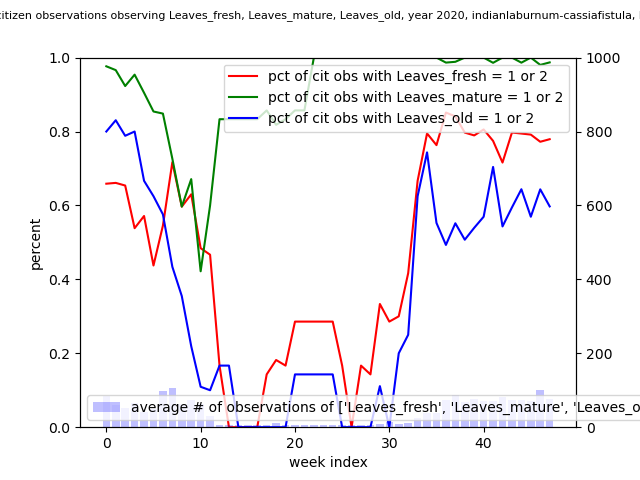 citizen observations observing Leaves_fresh, Leaves_mature, Leaves_old, year 2020, indianlaburnum-cassiafistula,
pct of cit obs with Leaves_fresh = 1 or 2
pct of cit obs with Leaves_mature = 1 or 2
pct of cit obs with Leaves_old = 1 or 2
percent
1.0
0.8
0.6
0.4
0.2
0.0
1000
800
600
400
200
0
average # of observations of ['Leaves_fresh', 'Leaves_mature', 'Leaves_o
0 10 20 30 40
week index